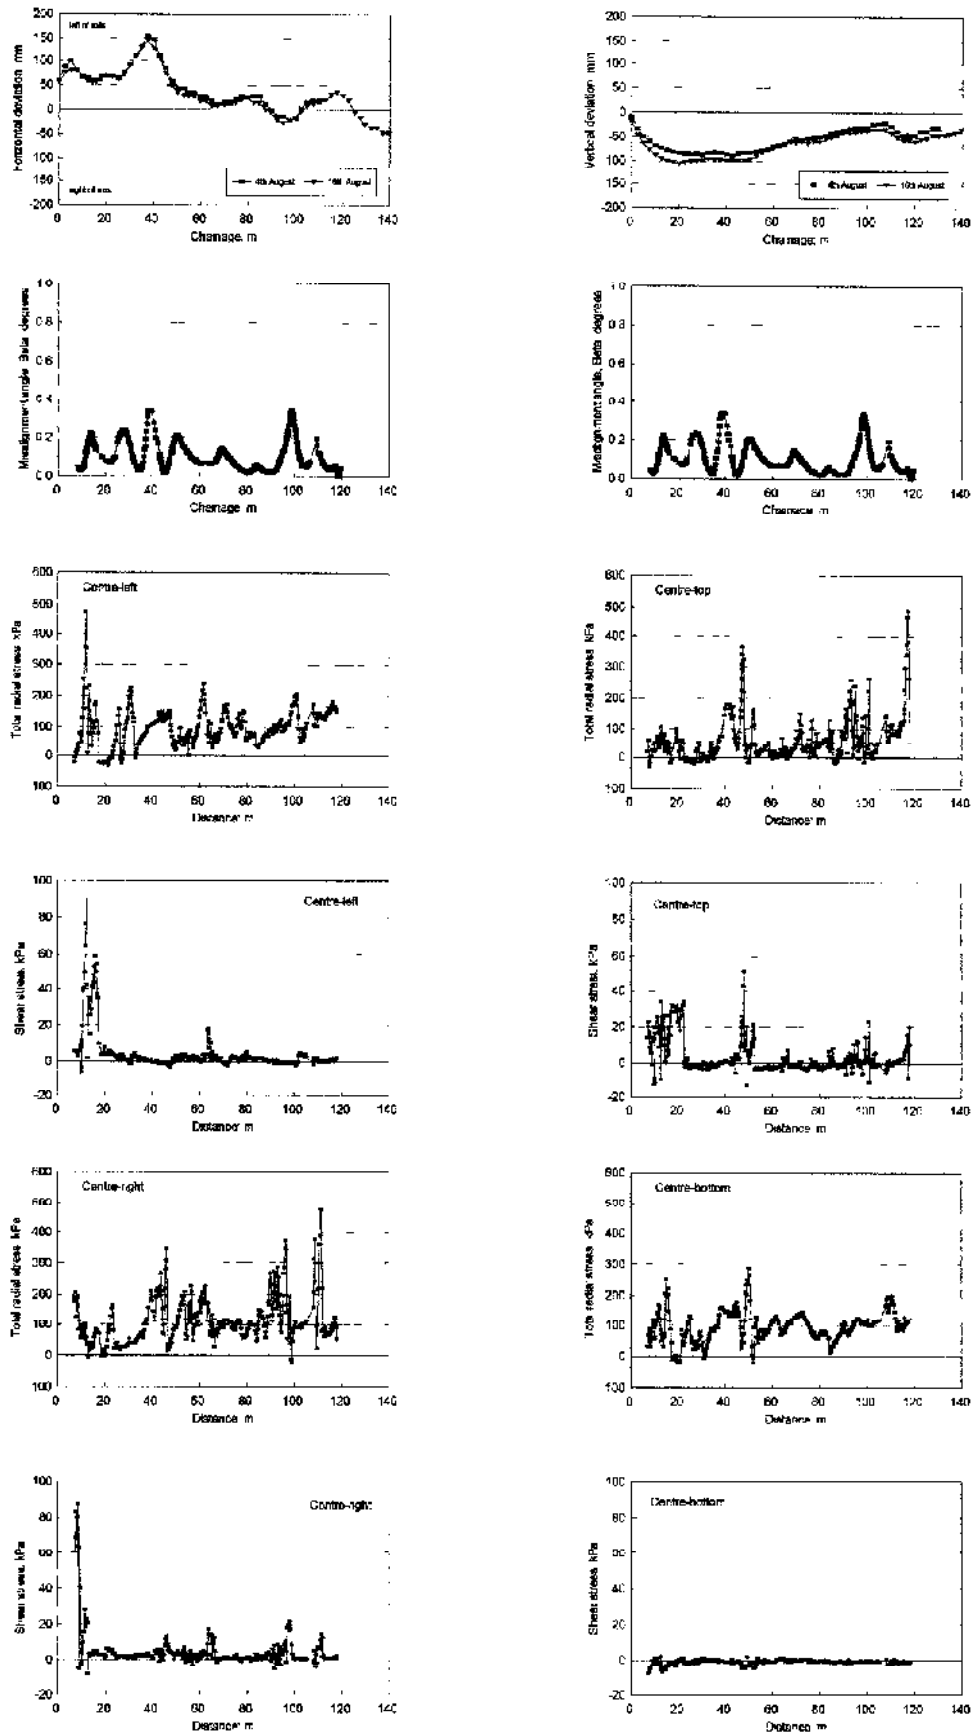 Horizontal deviation mm
200
150
100
50
0
-50
100
150
-200
left of
4th August
August
0 20 40 60 80 100 120 140
Chainage, m
Vertical deviation mm
200
150
100
50
0
-50
-100
-150
-200
4th August
August
0 20 40 60 80 100 120 140
Chainage, m
Misalignment angle, Beta degrees
1.0
0.8
0.6
0.4
0.2
0.0
0 20 40 60 80 100 120 140
Chainage m
Misalignment angle, Beta degrees
1.0
0.8
0.6
0.4
0.2
0.0
0 20 40 60 80 100 120 140
Chainage m
Total radial stress kPa
Centre-left
600
500
400
300
200
100
0
100
0 20 40 60 80 100 120 140
Distance m
Total radial stress, kPa
Centre-top
600
500
400
300
200
100
0
100
0 20 40 60 80 100 120 140
Distance m
Shear stress kPa
Centre-left
100
80
60
40
20
0
-20
0 20 40 60 80 100 120 140
Distance m
Shear stress, kPa
Centre-top
100
80
60
40
20
0
-20
0 20 40 60 80 100 120 140
Distance m
Total radial stress kPa
Centre-right
600
500
400
300
200
100
0
100
0 20 40 60 80 100 120 140
Distance m
Total radial stress kPa
Centre-bottom
600
500
400
300
200
100
0
100
0 20 40 60 80 100 120 140
Distance m
Shear stress, kPa
Centre-right
100
80
60
40
20
0
-20
0 20 40 60 80 100 120 140
Distance m
Shear stress kPa
Centre-bottom
100
80
60
40
20
0
-20
0 20 40 60 80 100 120 140
Distance m